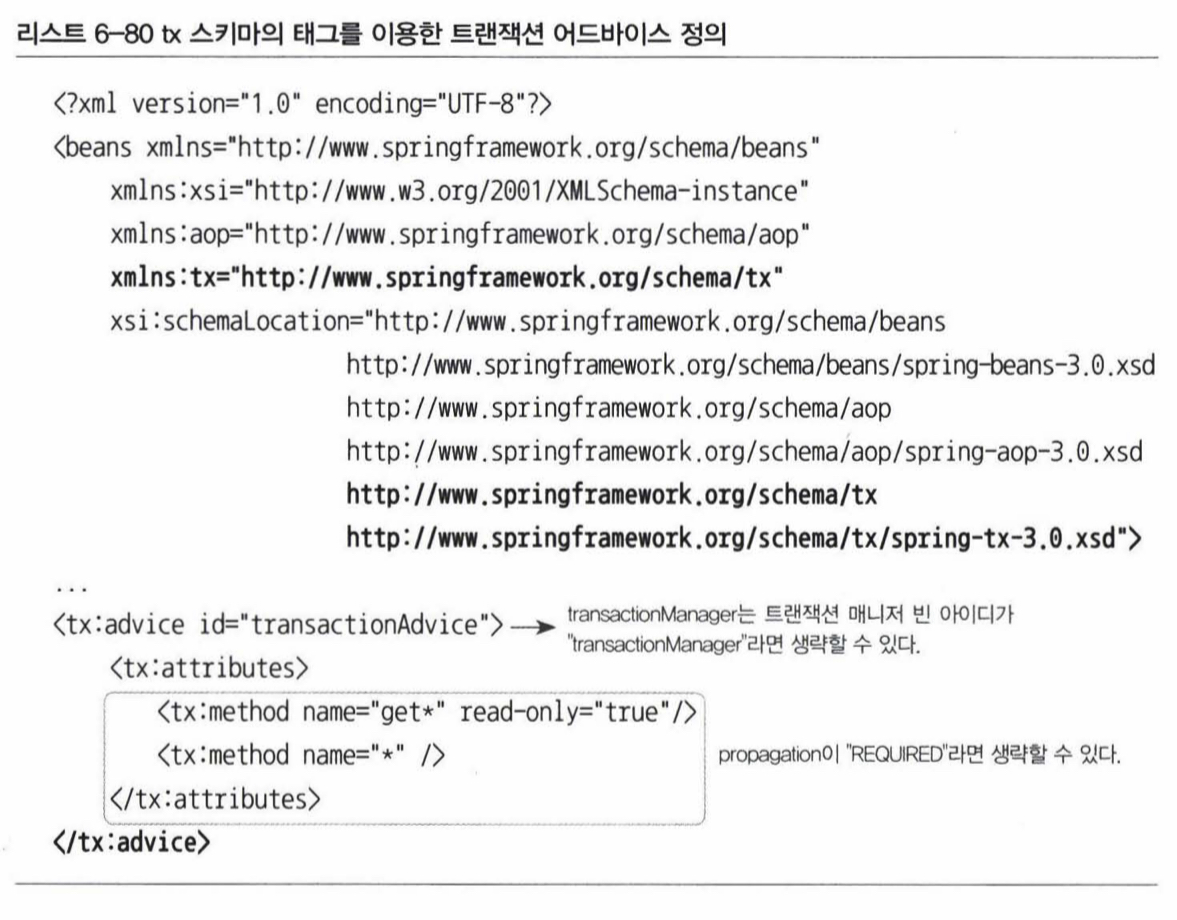 리스트 6-80 tx 스키마의 태그를 이용한 트랜잭션 어드바이스 정의
<?xml version="1.0" encoding="UTF-8"?>
<beans xmlns="http://www.springframework.org/schema/beans"
xmlns:xsi="http://www.w3.org/2001/XMLSchema-instance"
xmlns:aop="http://www.springframework.org/schema/aop"
xmlns:tx="http://www.springframework.org/schema/tx"
xsi:schemaLocation="http://www.springframework.org/schema/beans
http://www.springframework.org/schema/beans/spring-beans-3.0.xsd
http://www.springframework.org/schema/aop
http://www.springframework.org/schema/aop/spring-aop-3.0.xsd
http://www.springframework.org/schema/tx
http://www.springframework.org/schema/tx/spring-tx-3.0.xsd">
...
<tx:advice id="transactionAdvice"> → transactionManager는 트랜잭션 매니저 빈 아이디가
"transactionManager"라면 생략할 수 있다.
<tx:attributes>
<tx:method name="get*" read-only="true"/>
<tx:method name="*" />
propagation이 "REQUIRED"라면 생략할 수 있다.
</tx:attributes>
</tx:advice>